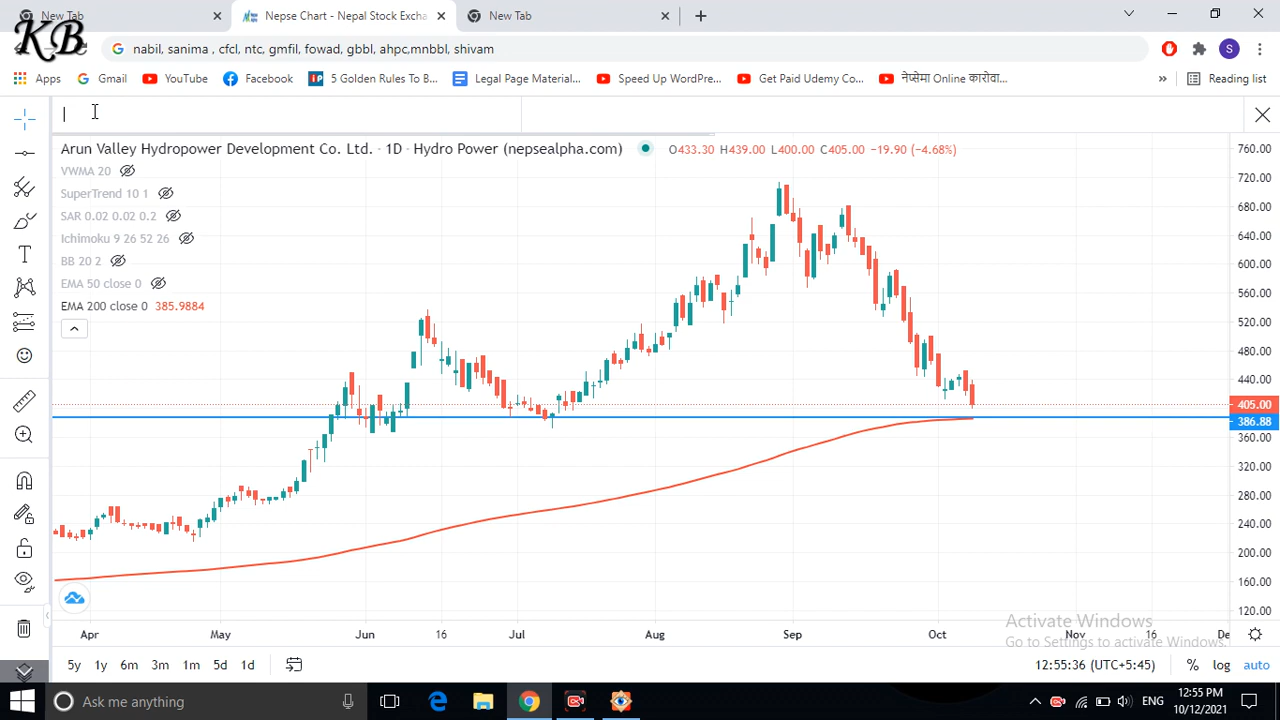 New Tab
Nepse Chart - Nepal Stock Excha
New Tab
KB
nabil, sanima , cfcl, ntc, gmfil, fowad, gbbl, ahpc,mnbbl, shivam
S
Apps
Gmail
YouTube
Facebook
5 Golden Rules To B...
Legal Page Material...
Speed Up WordPre...
Get Paid Udemy Co...
नेप्सेमा Online कारोवा...
»
Reading list
Arun Valley Hydropower Development Co. Ltd. · 1D · Hydro Power (nepsealpha.com)
O433.30 H439.00 L400.00 C405.00 −19.90 (−4.68%)
VWMA 20
SuperTrend 10 1
SAR 0.02 0.02 0.2
Ichimoku 9 26 52 26
BB 20 2
EMA 50 close 0
EMA 200 close 0 385.9884
760.00
720.00
680.00
640.00
600.00
560.00
520.00
480.00
440.00
405.00
386.88
360.00
320.00
280.00
240.00
200.00
160.00
120.00
Activate Windows
Go to Settings to activate Windows.
Apr May Jun 16 Jul Aug Sep Oct Nov 16 De
5y 1y 6m 3m 1m 5d 1d
12:55:36 (UTC+5:45) % log auto
Ask me anything
ENG
12:55 PM
10/12/2021